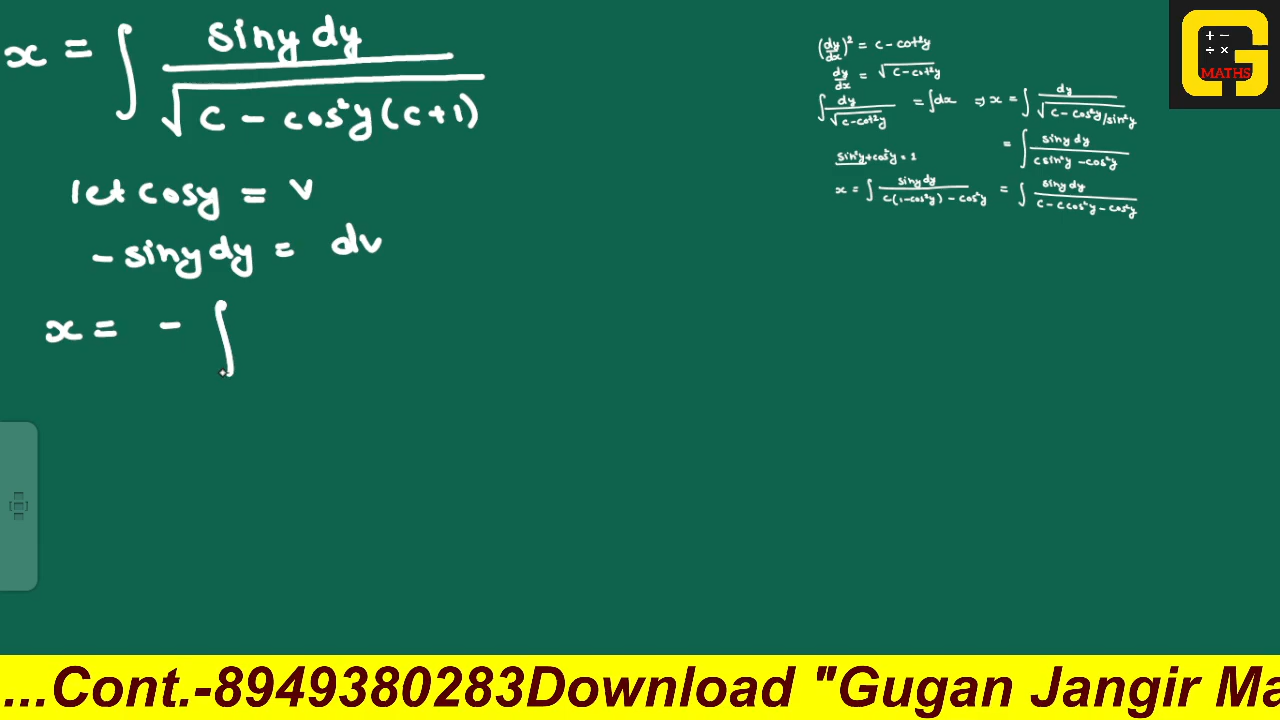 x = ∫ siny dy / √(c - cos²y(c+1))
let cosy = v
- siny dy = dv
x = - ∫
(dy/dx)² = c - cot²y
dy/dx = √(c - cot²y)
∫ dy / √(c - cot²y) = ∫dx ⇒ x = ∫ dy / √(c - cos²y/sin²y)
= ∫ siny dy / csin²y - cos²y
sin²y + cos²y = 1
x = ∫ siny dy / c(1 - cos²y) - cos²y = ∫ siny dy / c - c cos²y - cos²y
+ −
÷ ×
MATHS
...Cont.-8949380283Download "Gugan Jangir Ma